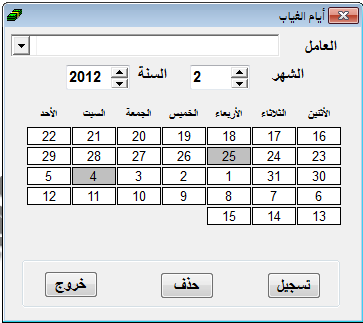 أيام الغياب
العامل
الشهر 2 السنة 2012
الأثنين الثلاثاء الأربعاء الخميس الجمعة السبت الأحد
16 17 18 19 20 21 22
23 24 25 26 27 28 29
30 31 1 2 3 4 5
6 7 8 9 10 11 12
13 14 15
تسجيل حذف خروج